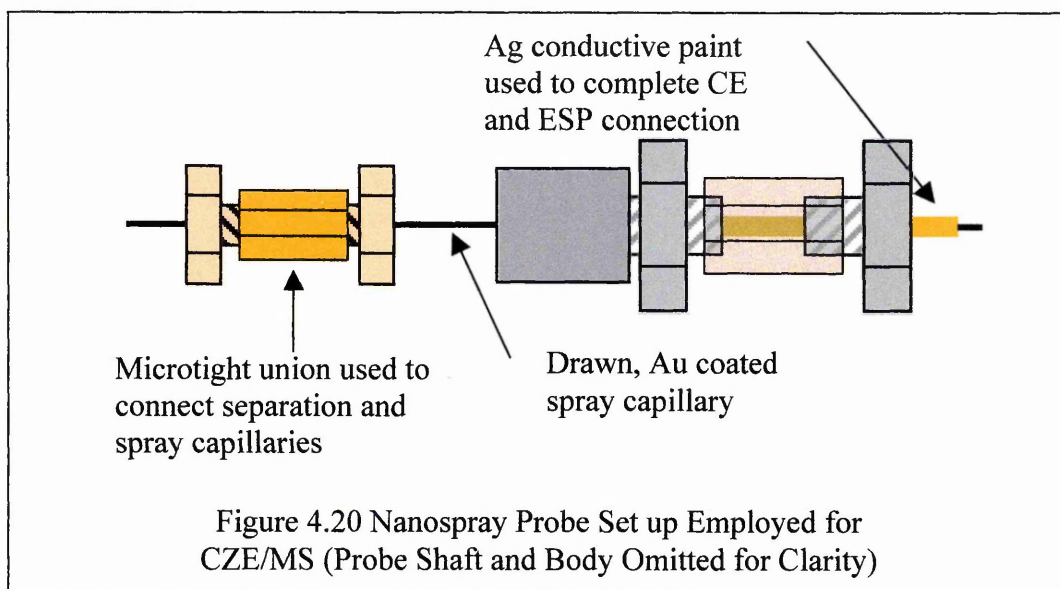 Ag conductive paint
used to complete CE
and ESP connection
Microtight union used to
connect separation and
spray capillaries
Drawn, Au coated
spray capillary
Figure 4.20 Nanospray Probe Set up Employed for
CZE/MS (Probe Shaft and Body Omitted for Clarity)